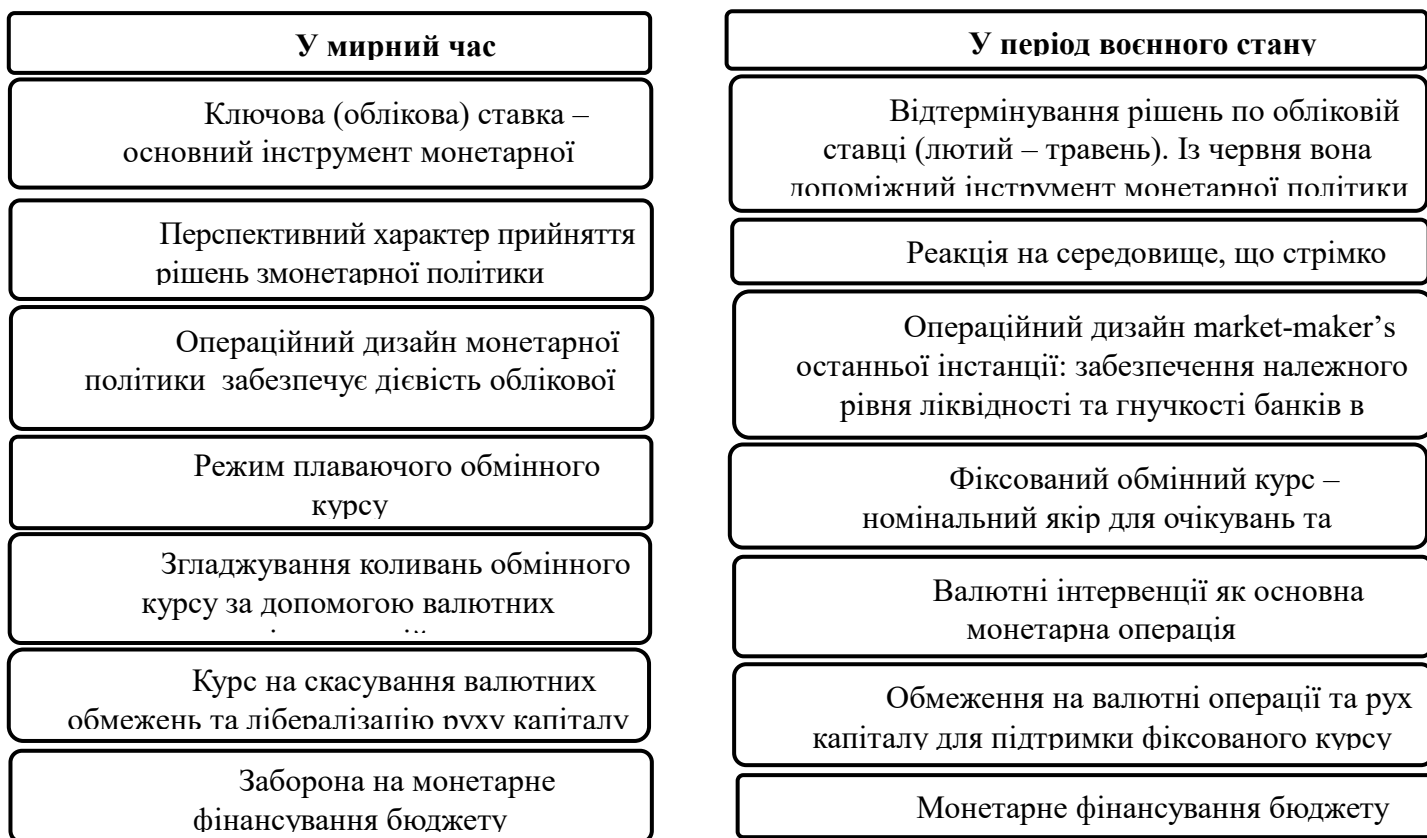 У мирний час
Ключова (облікова) ставка –
основний інструмент монетарної
Перспективний характер прийняття
рішень змонетарної політики
Операційний дизайн монетарної
політики забезпечує дієвість облікової
Режим плаваючого обмінного
курсу
Згладжування коливань обмінного
курсу за допомогою валютних
Курс на скасування валютних
обмежень та лібералізацію руху капіталу
Заборона на монетарне
фінансування бюджету
У період воєнного стану
Відтермінування рішень по обліковій
ставці (лютий – травень). Із червня вона
допоміжний інструмент монетарної політики
Реакція на середовище, що стрімко
Операційний дизайн market-maker’s
останньої інстанції: забезпечення належного
рівня ліквідності та гнучкості банків в
Фіксований обмінний курс –
номінальний якір для очікувань та
Валютні інтервенції як основна
монетарна операція
Обмеження на валютні операції та рух
капіталу для підтримки фіксованого курсу
Монетарне фінансування бюджету